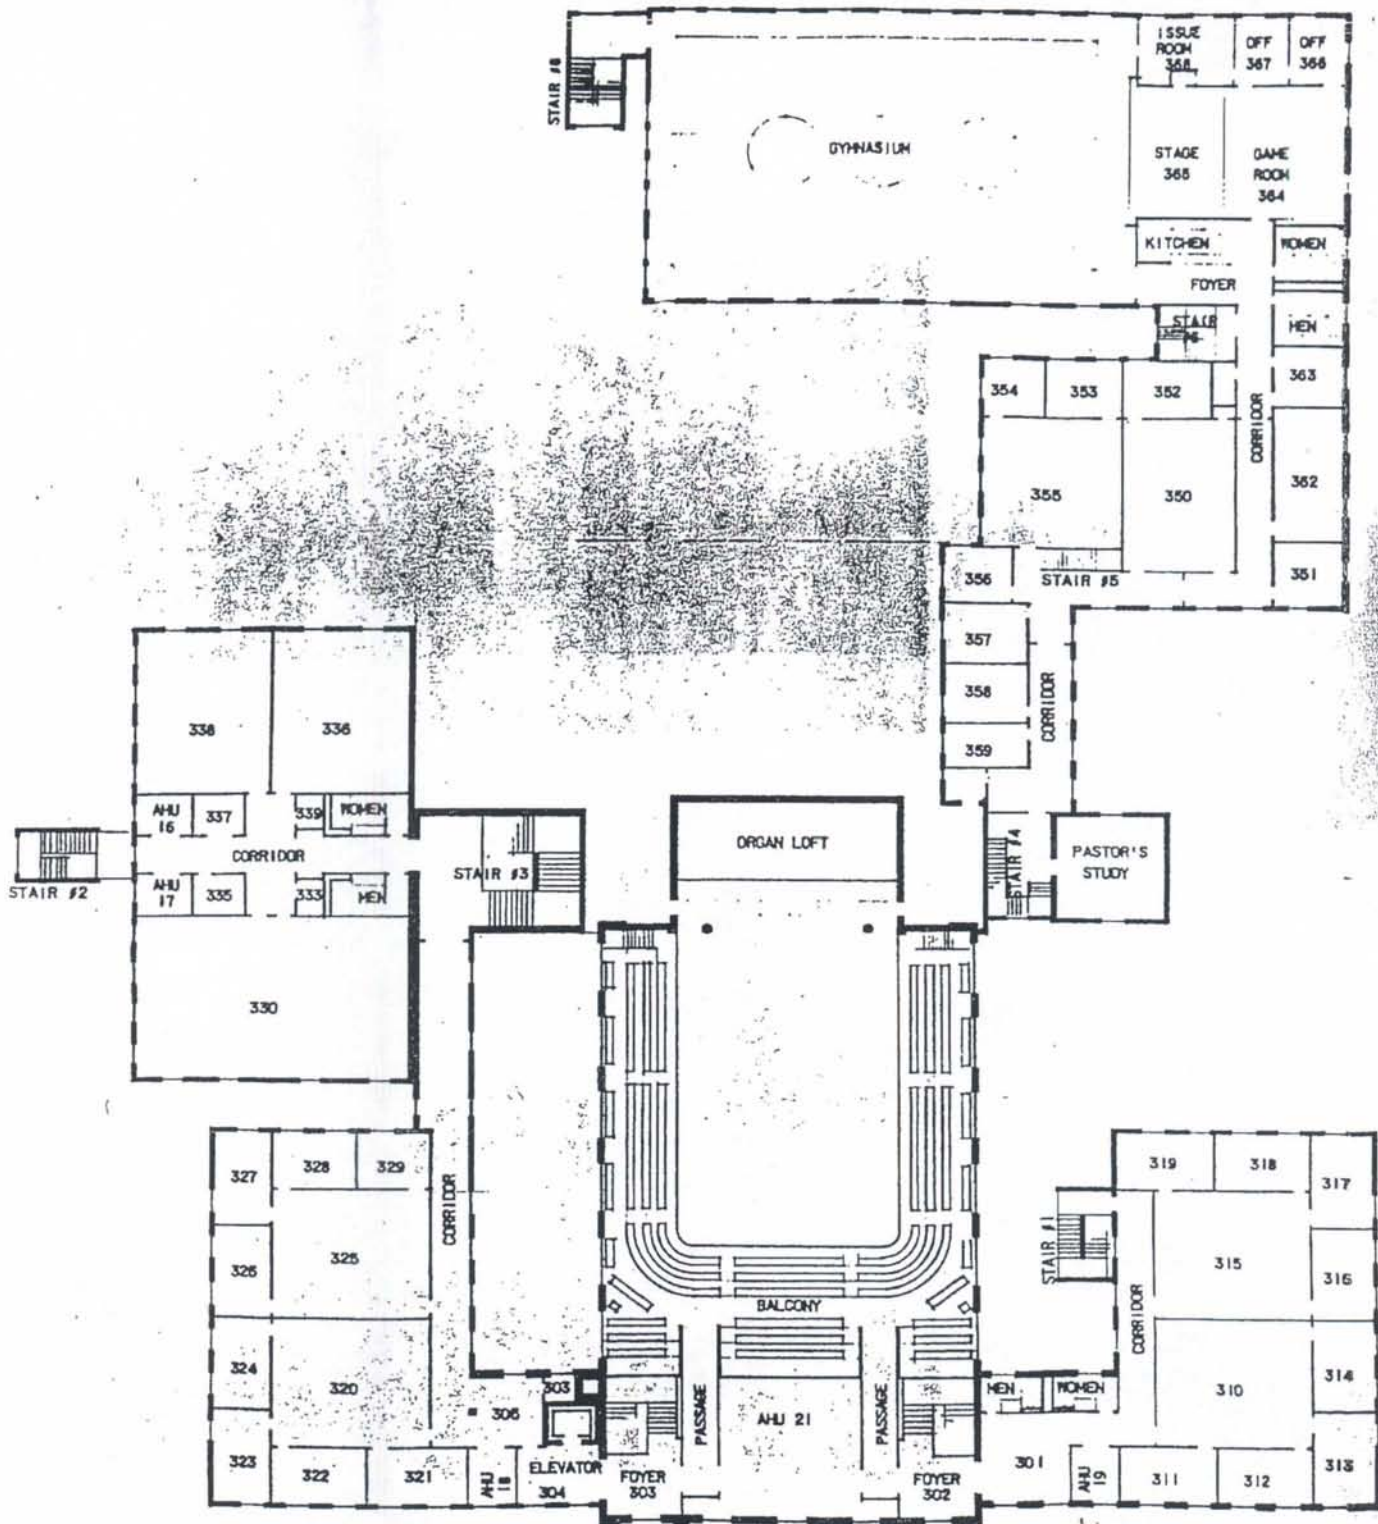 ISSUE
ROOM
368
OFF
367
OFF
366
STAIR #6
GYMNASIUM
STAGE
365
GAME
ROOM
364
KITCHEN
WOMEN
FOYER
STAIR
MEN
363
354
353
352
CORRIDOR
355
350
362
356
STAIR #5
351
357
358
CORRIDOR
359
338
336
AHU
16
337
339
WOMEN
CORRIDOR
STAIR #2
AHU
17
335
333
MEN
STAIR #3
ORGAN LOFT
STAIR #4
PASTOR'S
STUDY
330
327
328
329
CORRIDOR
326
325
324
320
323
322
321
AHU
18
306
303
ELEVATOR
304
FOYER
303
PASSAGE
BALCONY
AHU 21
PASSAGE
FOYER
302
STAIR #1
319
318
317
315
316
CORRIDOR
314
310
MEN
WOMEN
301
AHU
19
311
312
313